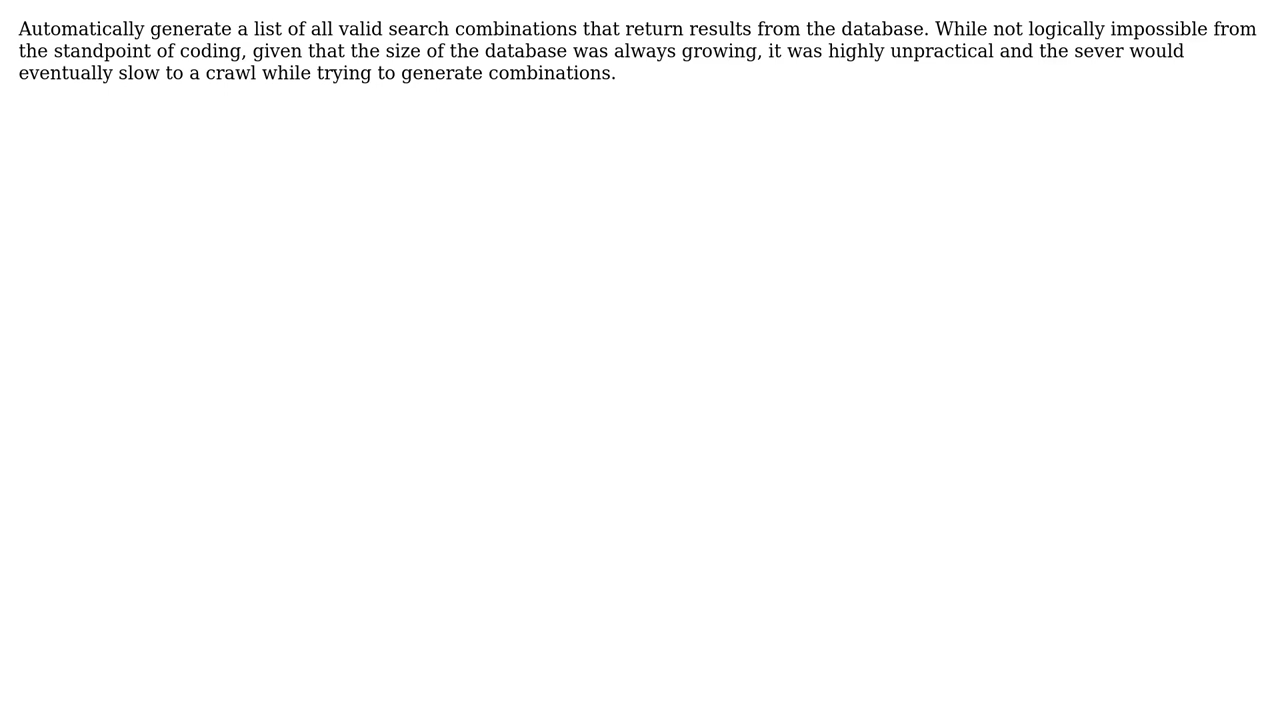 Automatically generate a list of all valid search combinations that return results from the database. While not logically impossible from
the standpoint of coding, given that the size of the database was always growing, it was highly unpractical and the sever would
eventually slow to a crawl while trying to generate combinations.